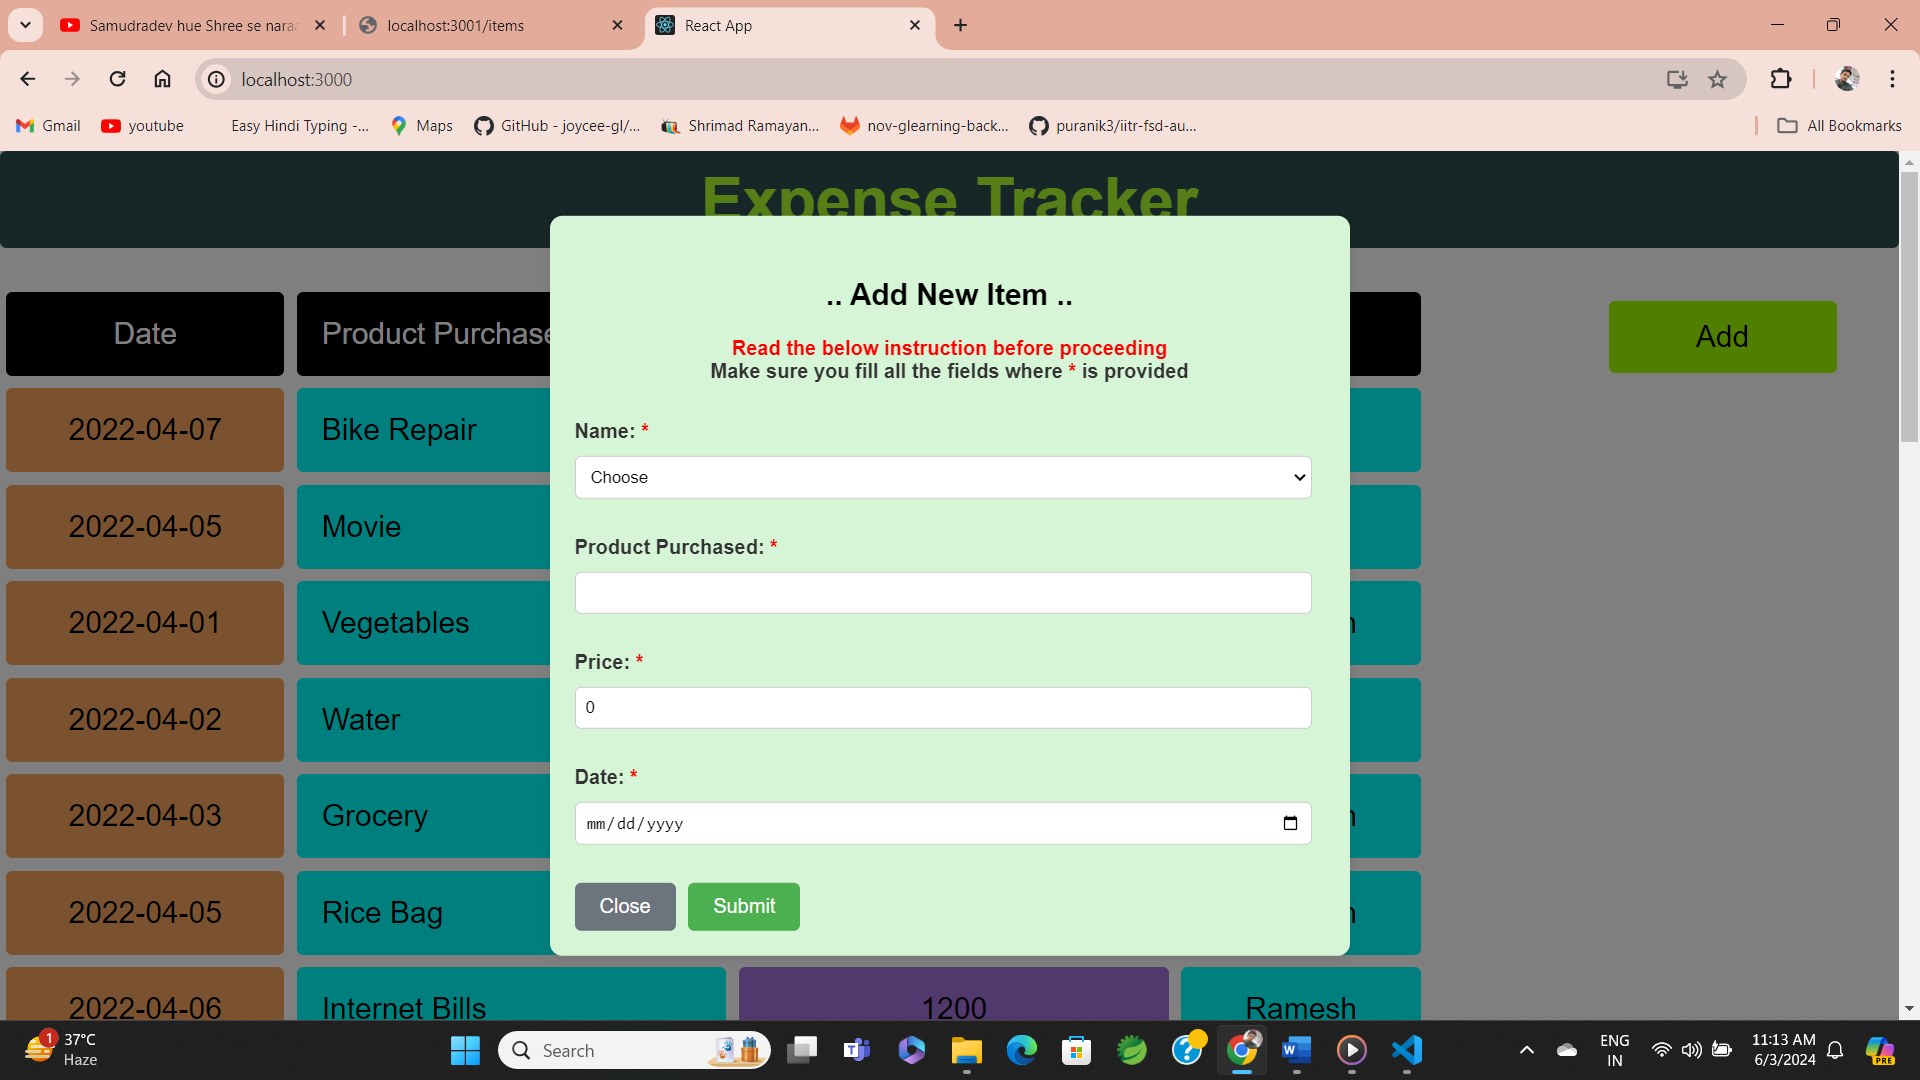 Samudradev hue Shree se nara
localhost:3001/items
React App
localhost:3000
Gmail
youtube
Easy Hindi Typing -...
Maps
GitHub - joycee-gl/...
Shrimad Ramayan...
nov-glearning-back...
puranik3/iitr-fsd-au...
All Bookmarks
Expense Tracker
Date
Product Purchase
Add
2022-04-07
Bike Repair
2022-04-05
Movie
2022-04-01
Vegetables
2022-04-02
Water
2022-04-03
Grocery
2022-04-05
Rice Bag
2022-04-06
Internet Bills
1200
Ramesh
.. Add New Item ..
Read the below instruction before proceeding
Make sure you fill all the fields where * is provided
Name: *
Choose
Product Purchased: *
Price: *
0
Date: *
mm/dd/yyyy
Close
Submit
1
37°C
Haze
Search
ENG
IN
11:13 AM
6/3/2024
PRE